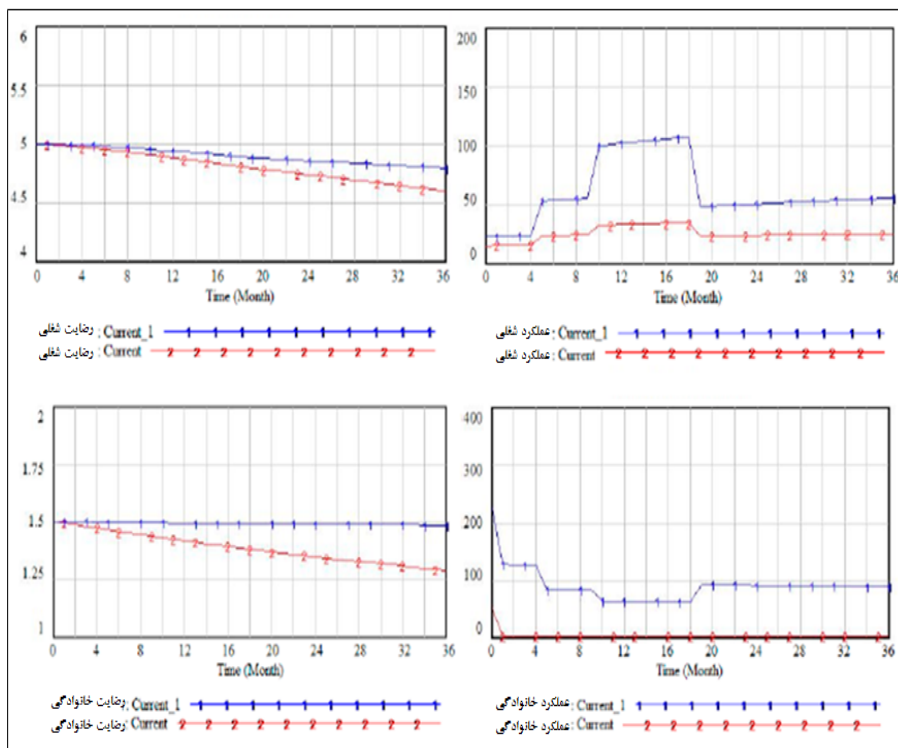 6
5.5
5
4.5
4
0 4 8 12 16 20 24 28 32 36
Time (Month)
رضایت شغلی : Current_1
رضایت شغلی : Current
200
150
100
50
0
0 4 8 12 16 20 24 28 32 36
Time (Month)
عملکرد شغلی : Current_1
عملکرد شغلی : Current
2
1.75
1.5
1.25
1
0 4 8 12 16 20 24 28 32 36
Time (Month)
رضایت خانوادگی : Current_1
رضایت خانوادگی : Current
400
300
200
100
0
0 4 8 12 16 20 24 28 32 36
Time (Month)
عملکرد خانوادگی : Current_1
عملکرد خانوادگی : Current